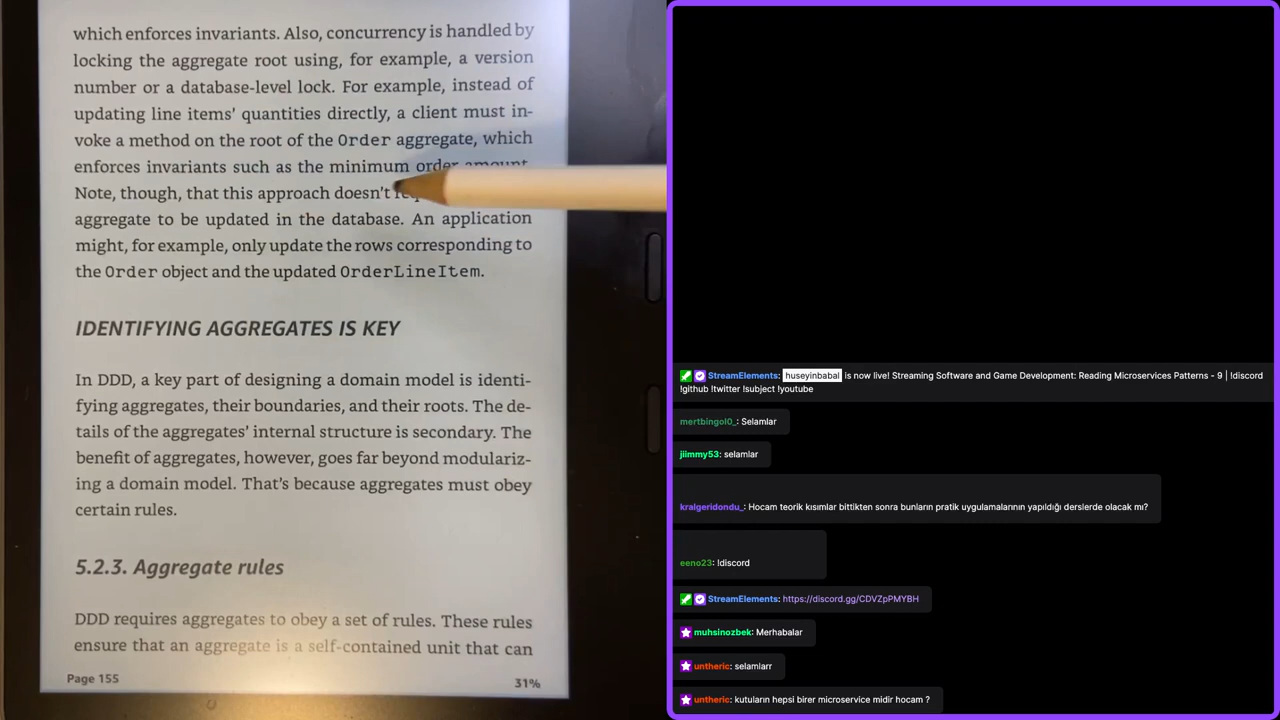 which enforces invariants. Also, concurrency is handled by
locking the aggregate root using, for example, a version
number or a database-level lock. For example, instead of
updating line items' quantities directly, a client must in-
voke a method on the root of the Order aggregate, which
enforces invariants such as the minimum order amount.
Note, though, that this approach doesn't
aggregate to be updated in the database. An application
might, for example, only update the rows corresponding to
the Order object and the updated OrderLineItem.
IDENTIFYING AGGREGATES IS KEY
In DDD, a key part of designing a domain model is identi-
fying aggregates, their boundaries, and their roots. The de-
tails of the aggregates' internal structure is secondary. The
benefit of aggregates, however, goes far beyond modulariz-
ing a domain model. That's because aggregates must obey
certain rules.
5.2.3. Aggregate rules
DDD requires aggregates to obey a set of rules. These rules
ensure that an aggregate is a self-contained unit that can
Page 155
31%
StreamElements: huseyinbabal is now live! Streaming Software and Game Development: Reading Microservices Patterns - 9 | !discord
!github !twitter !subject !youtube
mertbingol0_: Selamlar
jiimmy53: selamlar
kralgeridondu_: Hocam teorik kısımlar bittikten sonra bunların pratik uygulamalarının yapıldığı derslerde olacak mı?
eeno23: !discord
StreamElements: https://discord.gg/CDVZpPMYBH
muhsinozbek: Merhabalar
untheric: selamlarr
untheric: kutuların hepsi birer microservice midir hocam ?